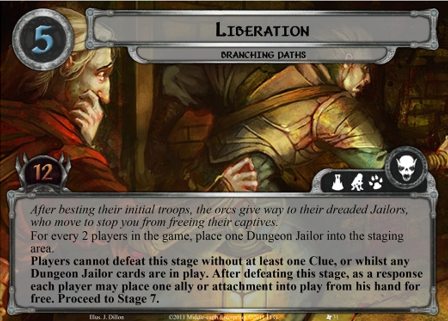 5
LIBERATION
BRANCHING PATHS
12
After besting their initial troops, the orcs give way to their dreaded Jailors,
who move to stop you from freeing their captives.
For every 2 players in the game, place one Dungeon Jailor into the staging
area.
Players cannot defeat this stage without at least one Clue, or whilst any
Dungeon Jailor cards are in play. After defeating this stage, as a response
each player may place one ally or attachment into play from his hand for
free. Proceed to Stage 7.
Illus. J. Dillon
©2011 Middle-earth
31